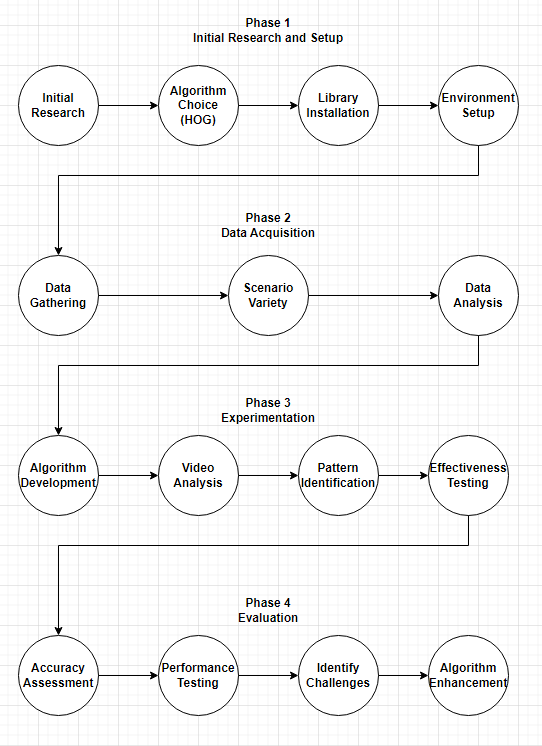 Phase 1
Initial Research and Setup
Initial
Research
Algorithm
Choice
(HOG)
Library
Installation
Environment
Setup
Phase 2
Data Acquisition
Data
Gathering
Scenario
Variety
Data
Analysis
Phase 3
Experimentation
Algorithm
Development
Video
Analysis
Pattern
Identification
Effectiveness
Testing
Phase 4
Evaluation
Accuracy
Assessment
Performance
Testing
Identify
Challenges
Algorithm
Enhancement